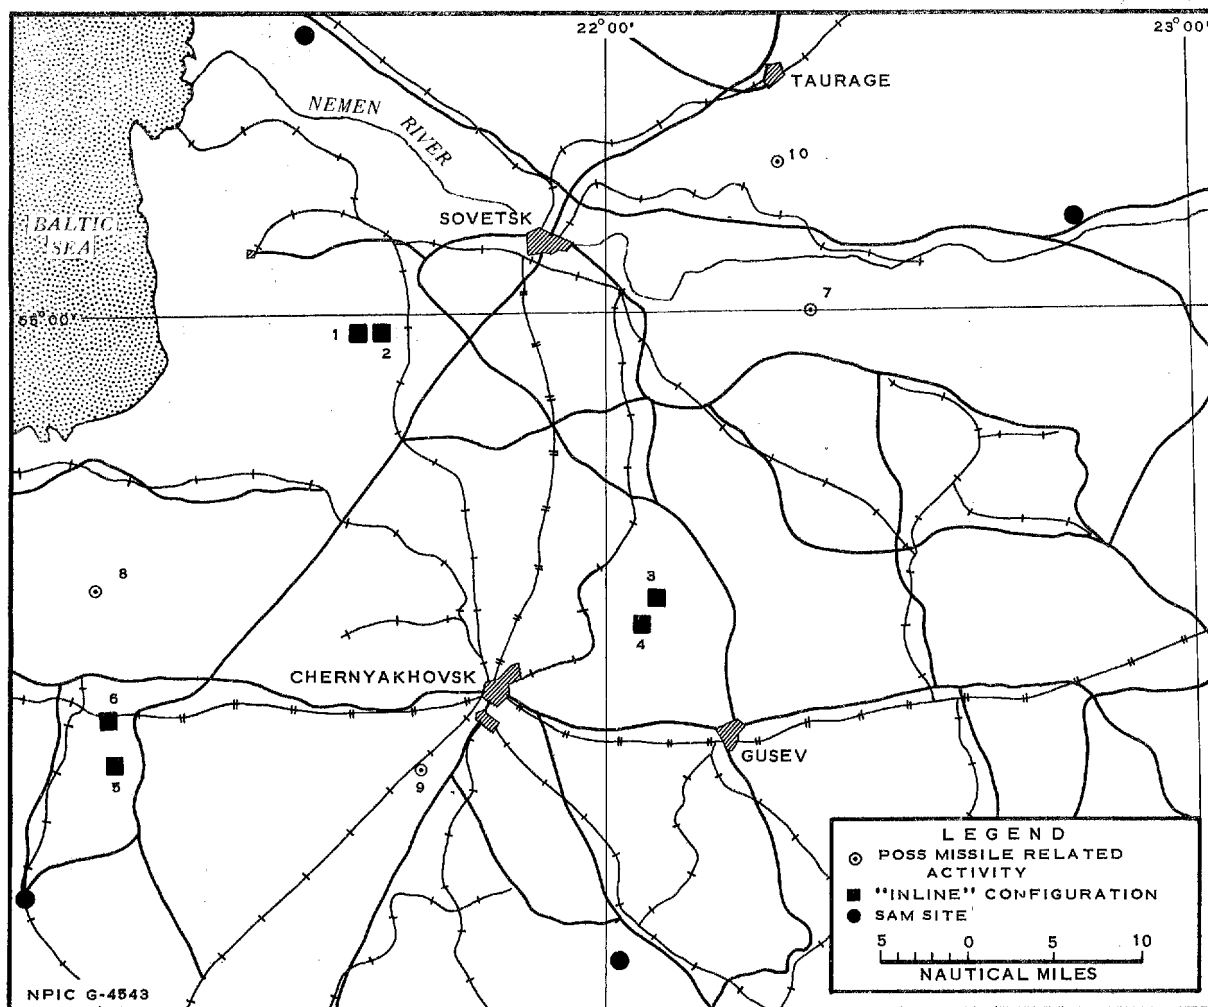 22°00'
23°00'
TAURAGE
NEMEN
RIVER
10
SOVETSK
BALTIC
SEA
7
1
2
3
8
4
CHERNYAKHOVSK
6
GUSEV
5
9
LEGEND
POSS MISSILE RELATED
ACTIVITY
"INLINE" CONFIGURATION
SAM SITE
5 0 5 10
NAUTICAL MILES
NPIC G-4543